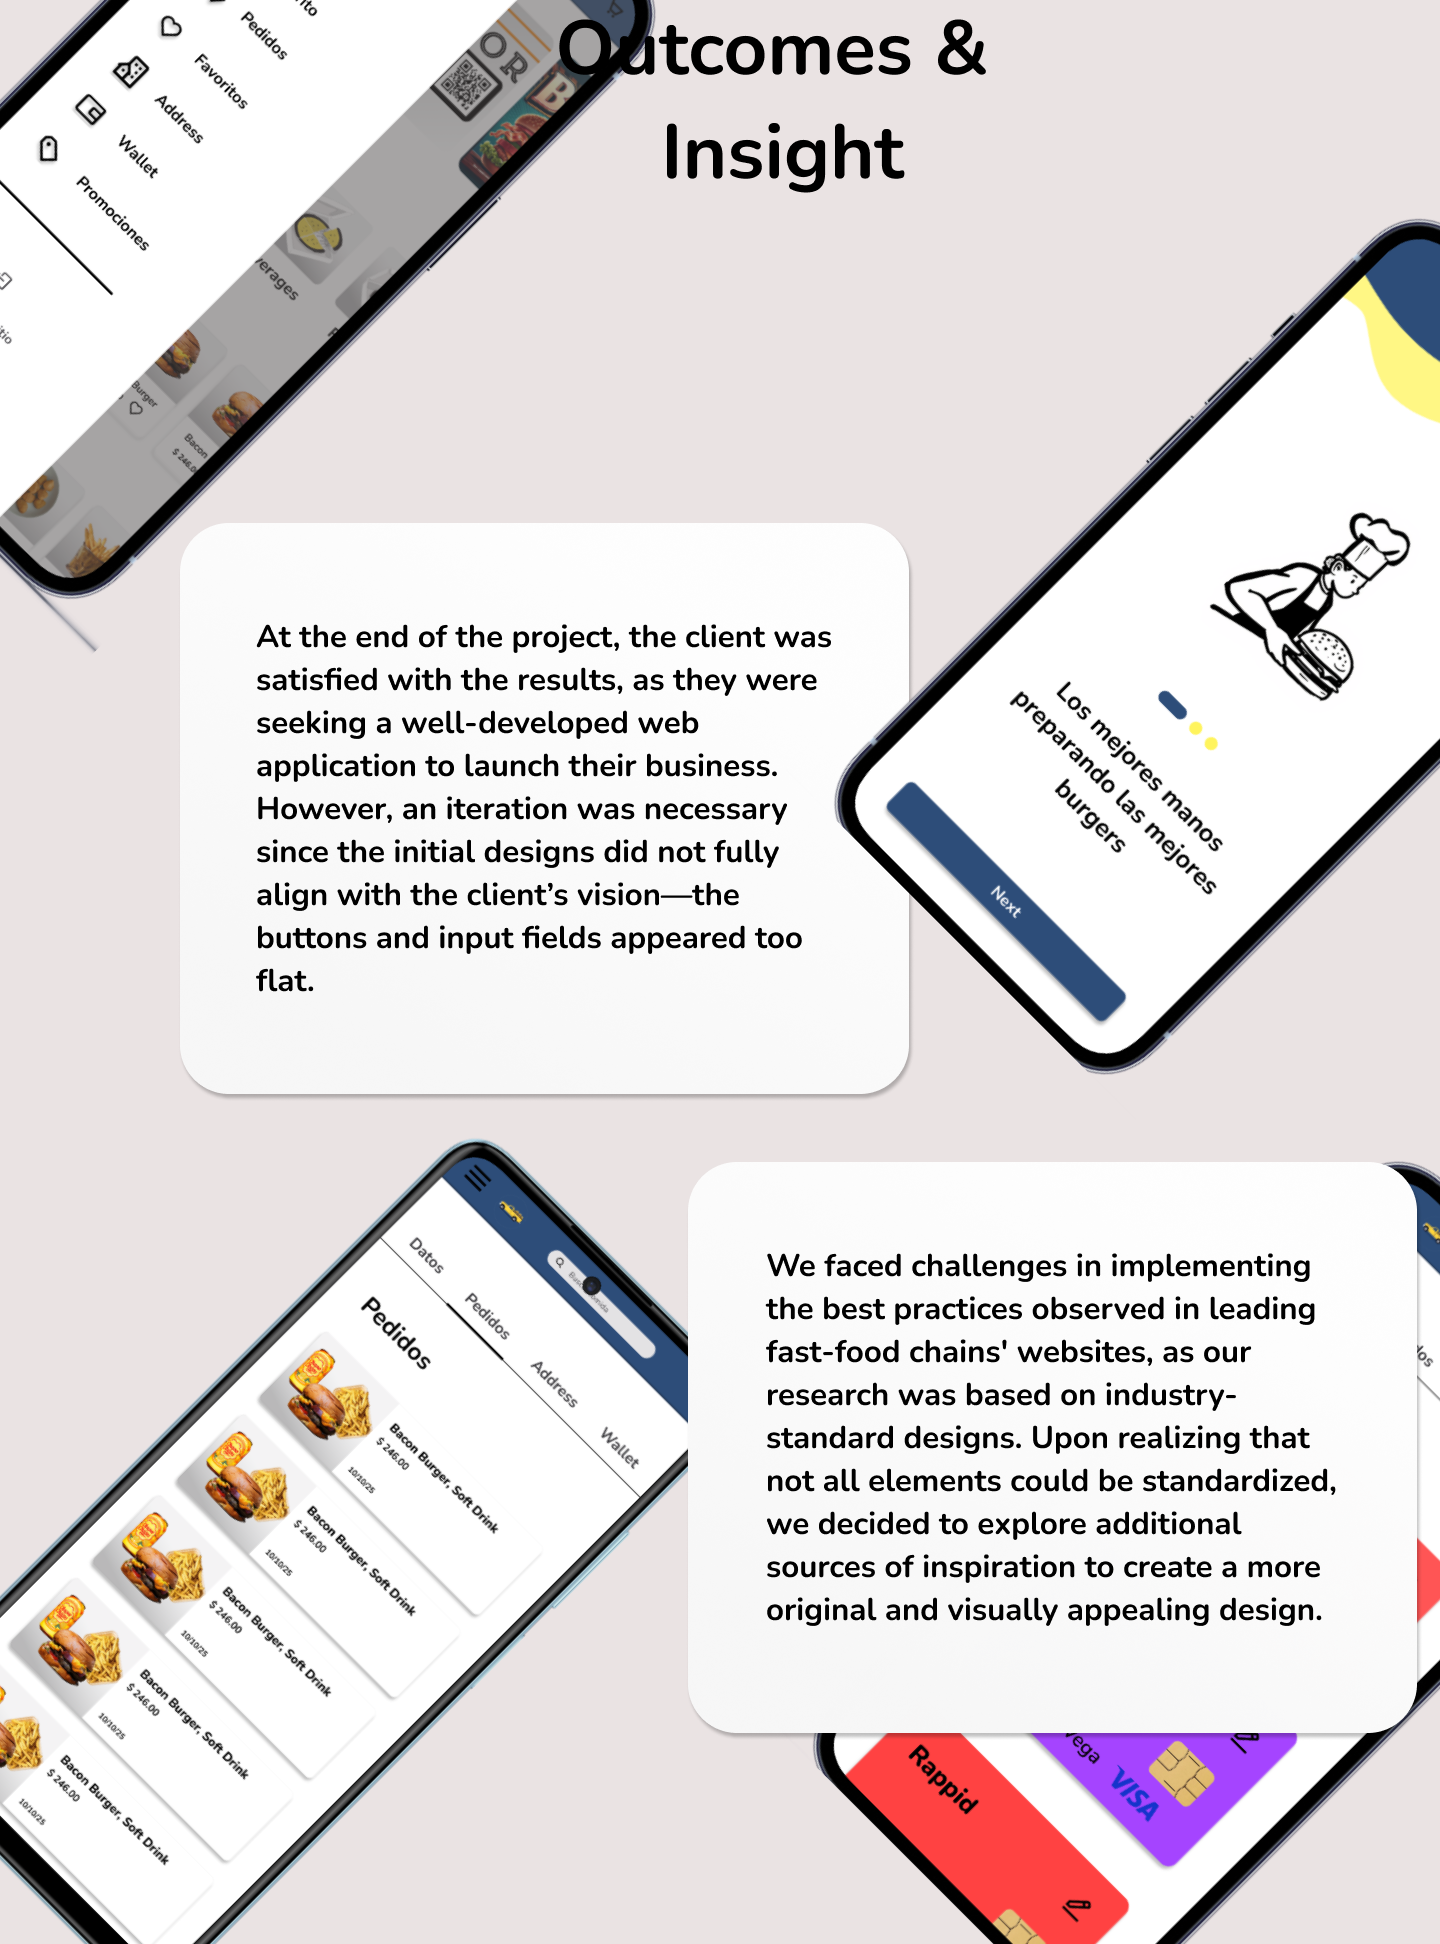 Outcomes &
Insight
Pedidos
Favoritos
Address
Wallet
Promociones
OR
B
Burger
Bacon
At the end of the project, the client was
satisfied with the results, as they were
seeking a well-developed web
application to launch their business.
However, an iteration was necessary
since the initial designs did not fully
align with the client’s vision—the
buttons and input fields appeared too
flat.
Los mejores manos
preparando las mejores
burgers
Next
Datos
Pedidos
Address
Wallet
Pedidos
Bacon Burger, Soft Drink
$ 246.00
10/10/25
Bacon Burger, Soft Drink
$ 246.00
10/10/25
Bacon Burger, Soft Drink
$ 246.00
10/10/25
Bacon Burger, Soft Drink
$ 246.00
10/10/25
Bacon Burger, Soft Drink
$ 246.00
10/10/25
We faced challenges in implementing
the best practices observed in leading
fast-food chains' websites, as our
research was based on industry-
standard designs. Upon realizing that
not all elements could be standardized,
we decided to explore additional
sources of inspiration to create a more
original and visually appealing design.
VISA
Rappid